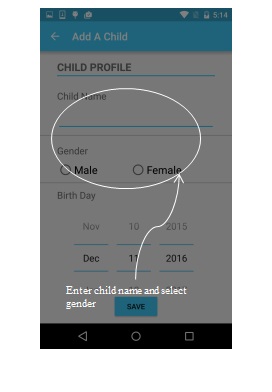 5:14
Add A Child
CHILD PROFILE
Child Name
Gender
Male Female
Birth Day
Nov 10 2015
Dec 11 2016
Enter child name and select
gender
SAVE